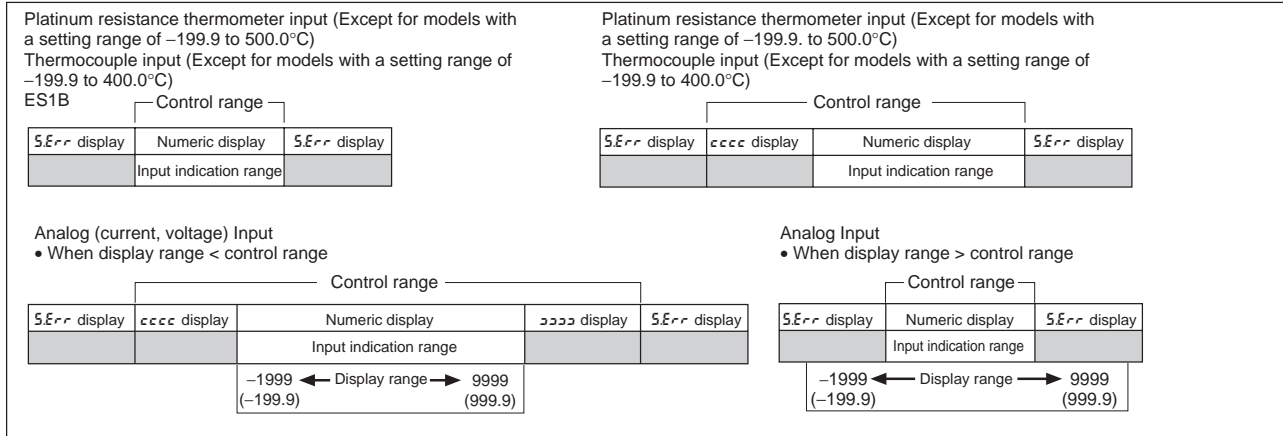 Platinum resistance thermometer input (Except for models with
a setting range of −199.9 to 500.0°C)
Thermocouple input (Except for models with a setting range of
−199.9 to 400.0°C)
ES1B
Control range
S.Err display Numeric display S.Err display
Input indication range
Platinum resistance thermometer input (Except for models with
a setting range of −199.9. to 500.0°C)
Thermocouple input (Except for models with a setting range of
−199.9 to 400.0°C)
Control range
S.Err display cccc display Numeric display S.Err display
Input indication range
Analog (current, voltage) Input
• When display range < control range
Control range
S.Err display cccc display Numeric display ɔɔɔɔ display S.Err display
Input indication range
−1999 Display range 9999
(−199.9) (999.9)
Analog Input
• When display range > control range
Control range
S.Err display Numeric display S.Err display
Input indication range
−1999 Display range 9999
(−199.9) (999.9)